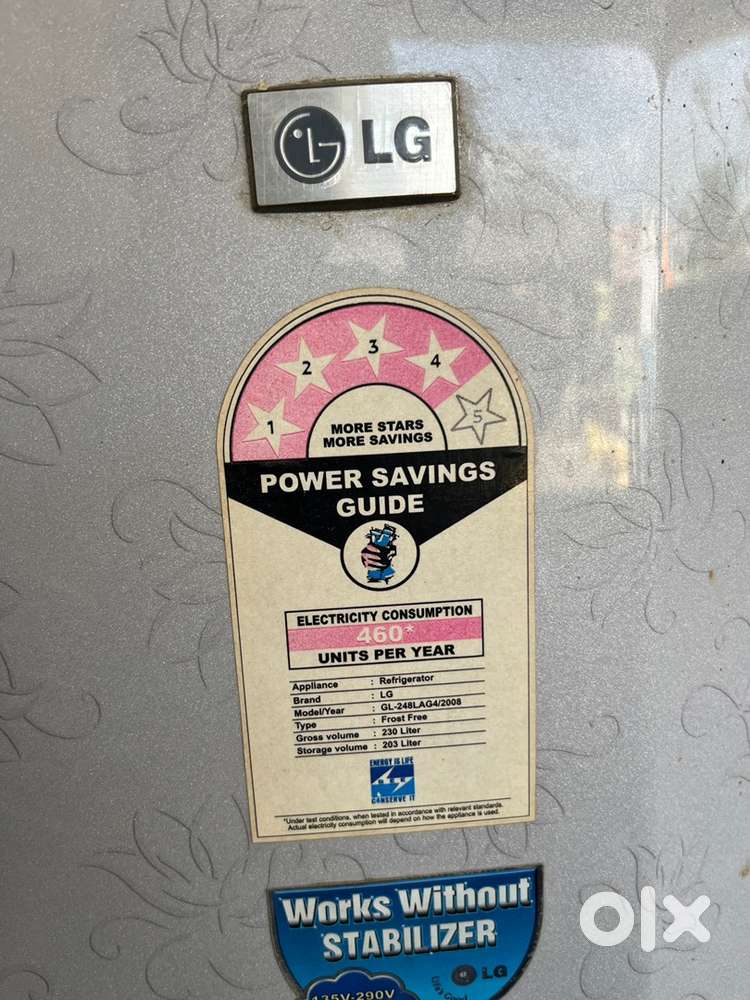 LG
1 2 3 4 5
MORE STARS
MORE SAVINGS
POWER SAVINGS
GUIDE
ELECTRICITY CONSUMPTION
460*
UNITS PER YEAR
Appliance : Refrigerator
Brand : LG
Model/Year : GL-248LAG4/2008
Type : Frost Free
Gross volume : 230 Liter
Storage volume : 203 Liter
ENERGY IS LIFE
CONSERVE IT
*Under test conditions, when tested in accordance with relevant standards.
Actual electricity consumption will depend on how the appliance is used.
Works Without
STABILIZER
LG
Life's Good
135V-290V
olx